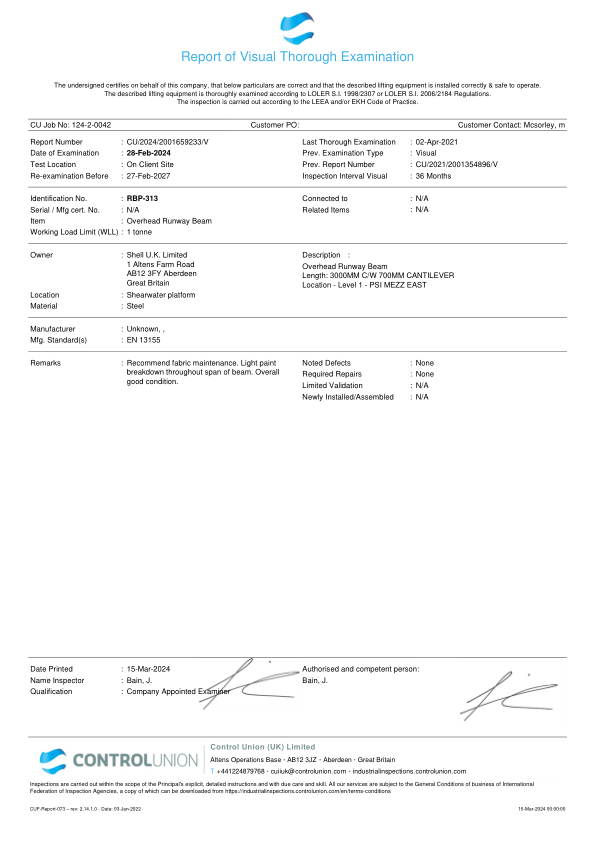 Report of Visual Thorough Examination
The undersigned certifies on behalf of this company, that below particulars are correct and that the described lifting equipment is installed correctly & safe to operate.
The described lifting equipment is thoroughly examined according to LOLER S.I. 1998/2307 or LOLER S.I. 2006/2184 Regulations.
The inspection is carried out according to the LEEA and/or EKH Code of Practice.
CU Job No: 124-2-0042 Customer PO: Customer Contact: Mcsorley, m
Report Number : CU/2024/2001659233/V Last Thorough Examination : 02-Apr-2021
Date of Examination : 28-Feb-2024 Prev. Examination Type : Visual
Test Location : On Client Site Prev. Report Number : CU/2021/2001354896/V
Re-examination Before : 27-Feb-2027 Inspection Interval Visual : 36 Months
Identification No. : RBP-313 Connected to : N/A
Serial / Mfg cert. No. : N/A Related Items : N/A
Item : Overhead Runway Beam
Working Load Limit (WLL) : 1 tonne
Owner : Shell U.K. Limited Description :
1 Altens Farm Road Overhead Runway Beam
AB12 3FY Aberdeen Length: 3000MM C/W 700MM CANTILEVER
Great Britain Location - Level 1 - PSI MEZZ EAST
Location : Shearwater platform
Material : Steel
Manufacturer : Unknown, ,
Mfg. Standard(s) : EN 13155
Remarks : Recommend fabric maintenance. Light paint Noted Defects : None
breakdown throughout span of beam. Overall Required Repairs : None
good condition. Limited Validation : N/A
Newly Installed/Assembled : N/A
Date Printed : 15-Mar-2024 Authorised and competent person:
Name Inspector : Bain, J. Bain, J.
Qualification : Company Appointed Examiner
CONTROLUNION
Control Union (UK) Limited
Altens Operations Base · AB12 3JZ · Aberdeen · Great Britain
T +441224879768 · cuiiuk@controlunion.com · industrialinspections.controlunion.com
Inspections are carried out within the scope of the Principal's explicit, detailed instructions and with due care and skill. All our services are subject to the General Conditions of business of International
Federation of Inspection Agencies, a copy of which can be downloaded from https://industrialinspections.controlunion.com/en/terms-conditions
CUF-Report-073 – rev: 2.14.1.0 - Date: 03-Jun-2022 15-Mar-2024 00:00:00